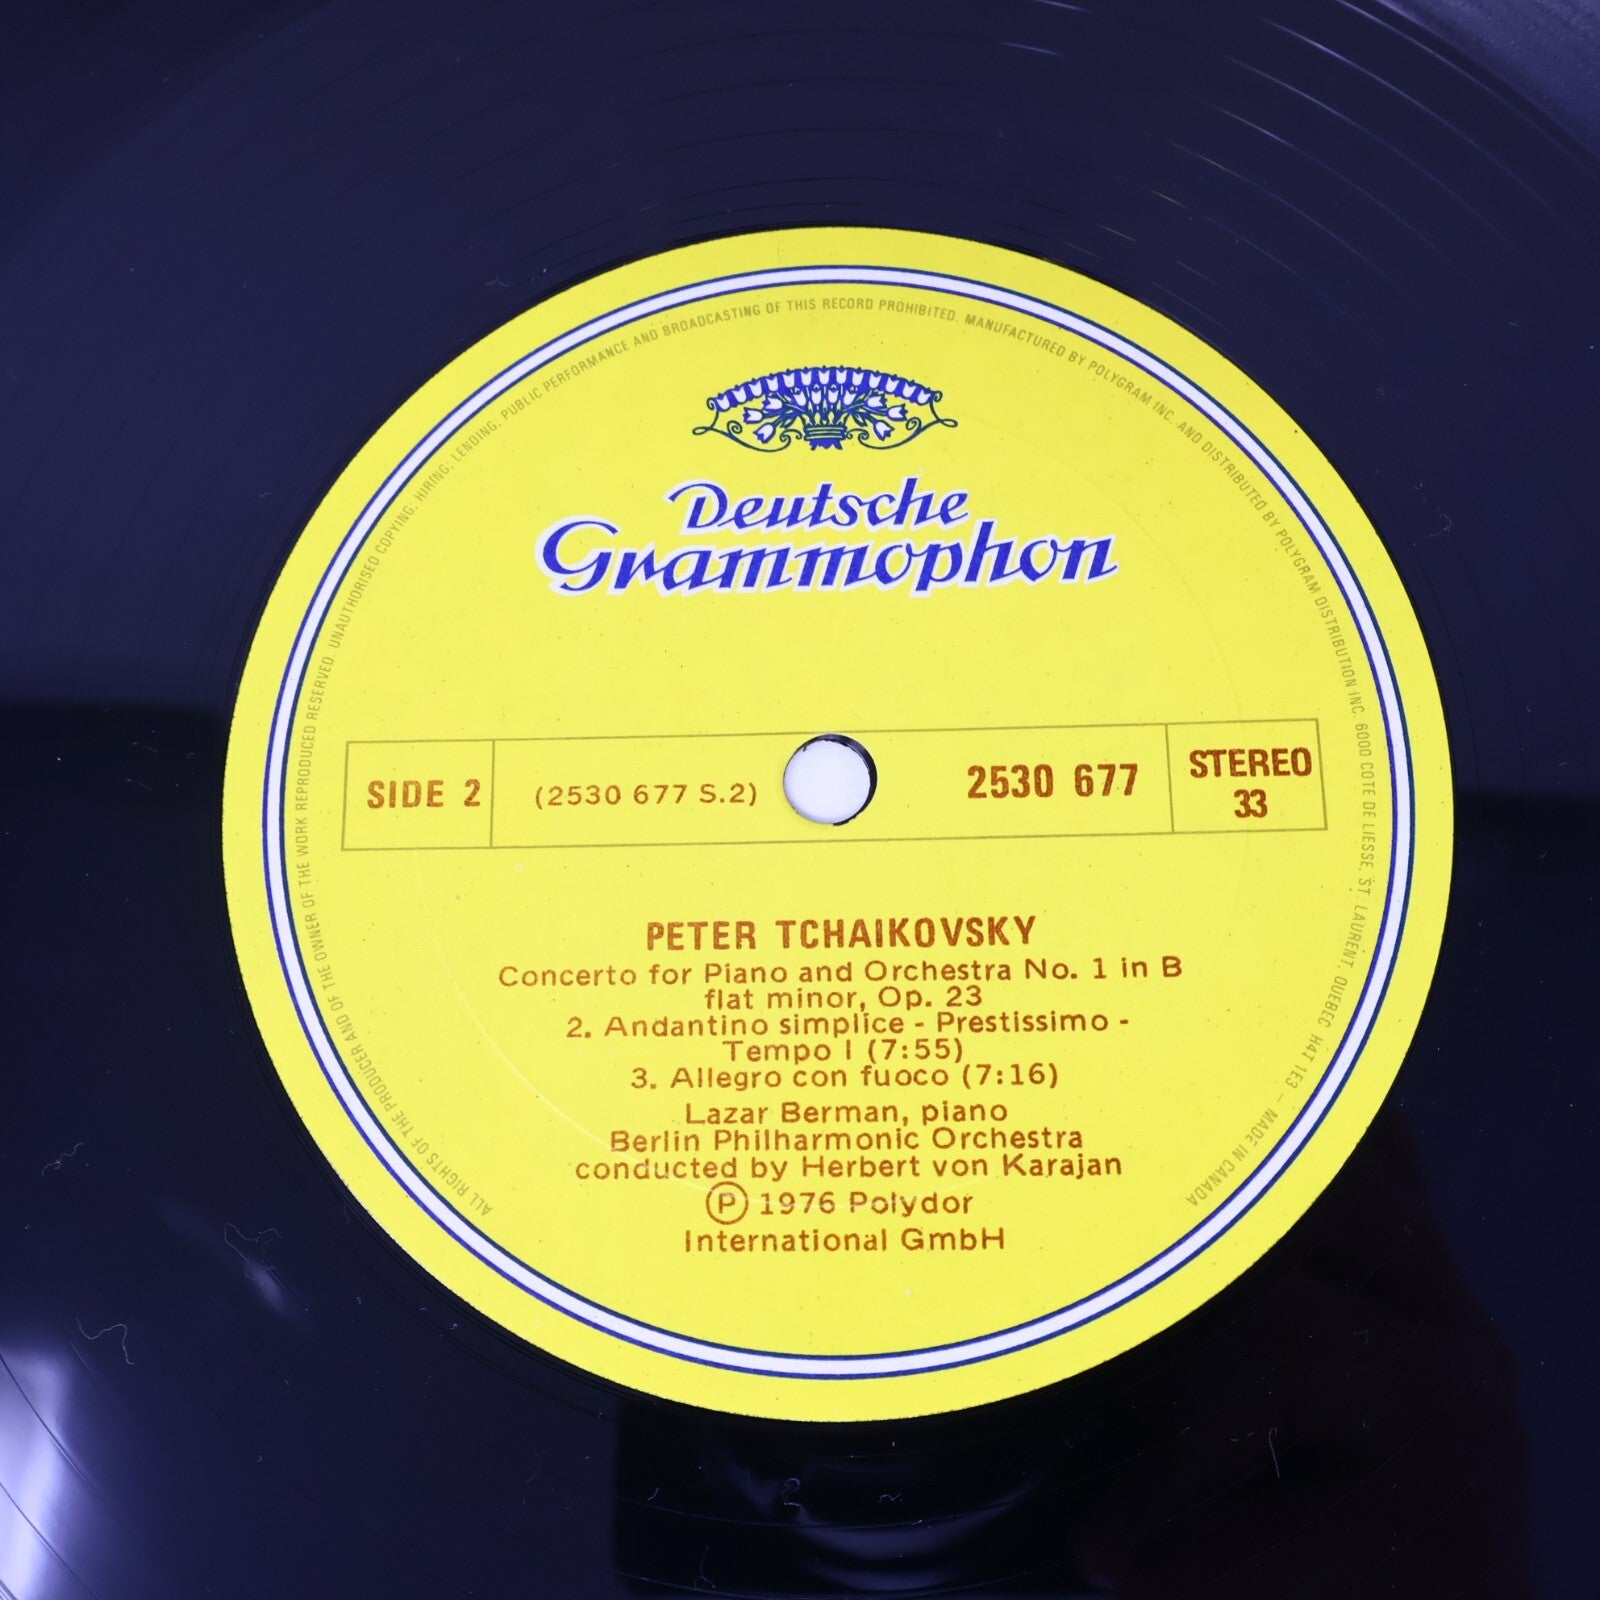 ALL RIGHTS OF THE PRODUCER AND OF THE OWNER OF THE WORK REPRODUCED RESERVED. UNAUTHORISED COPYING, HIRING, LENDING, PUBLIC PERFORMANCE AND BROADCASTING OF THIS RECORD PROHIBITED. MANUFACTURED BY POLYGRAM INC. AND DISTRIBUTED BY POLYGRAM DISTRIBUTION INC. 6000 COTE DE LIESSE, ST. LAURENT, QUEBEC H4T 1E3 – MADE IN CANADA
Deutsche
Grammophon
SIDE 2 (2530 677 S.2) 2530 677 STEREO
33
PETER TCHAIKOVSKY
Concerto for Piano and Orchestra No. 1 in B
flat minor, Op. 23
2. Andantino simplice - Prestissimo -
Tempo I (7:55)
3. Allegro con fuoco (7:16)
Lazar Berman, piano
Berlin Philharmonic Orchestra
conducted by Herbert von Karajan
Ⓟ 1976 Polydor
International GmbH